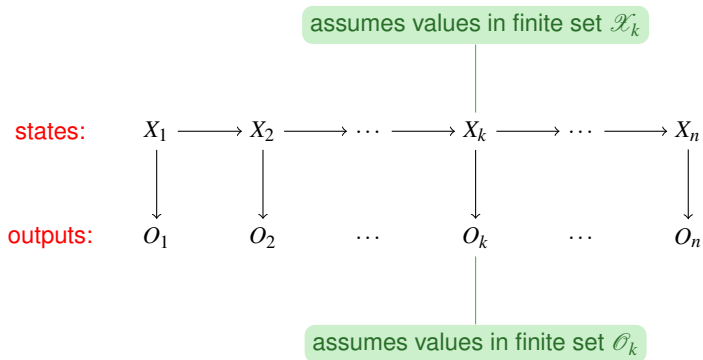 assumes values in finite set 𝒳ₖ
states: X₁ X₂ ⋯ Xₖ ⋯ Xₙ
outputs: O₁ O₂ ⋯ Oₖ ⋯ Oₙ
assumes values in finite set 𝒪ₖ